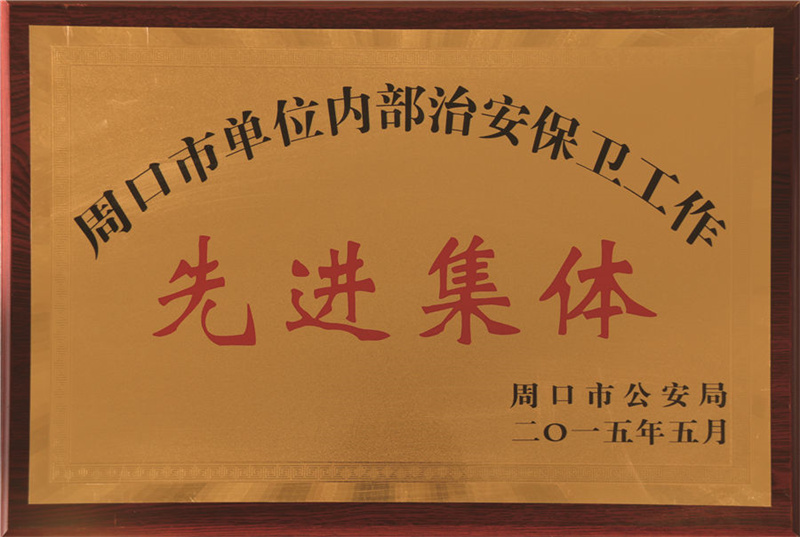 周口市单位内部治安保卫工作
先进集体
周口市公安局
二〇一五年五月